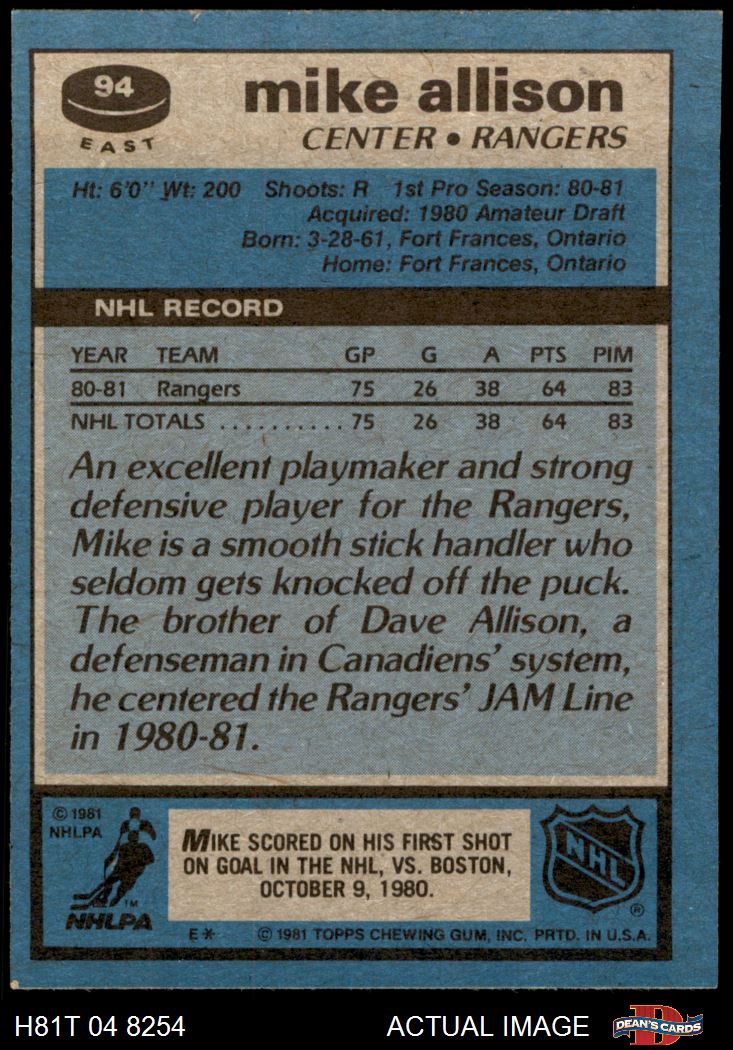 94
EAST
mike allison
CENTER • RANGERS
Ht: 6'0" Wt: 200 Shoots: R 1st Pro Season: 80-81
Acquired: 1980 Amateur Draft
Born: 3-28-61, Fort Frances, Ontario
Home: Fort Frances, Ontario
NHL RECORD
YEAR TEAM GP G A PTS PIM
80-81 Rangers 75 26 38 64 83
NHL TOTALS .......... 75 26 38 64 83
An excellent playmaker and strong
defensive player for the Rangers,
Mike is a smooth stick handler who
seldom gets knocked off the puck.
The brother of Dave Allison, a
defenseman in Canadiens' system,
he centered the Rangers' JAM Line
in 1980-81.
© 1981
NHLPA
TM
NHLPA
MIKE SCORED ON HIS FIRST SHOT
ON GOAL IN THE NHL, VS. BOSTON,
OCTOBER 9, 1980.
NHL
®
E* © 1981 TOPPS CHEWING GUM, INC. PRTD. IN U.S.A.
H81T 04 8254 ACTUAL IMAGE
D
DEAN'S CARDS